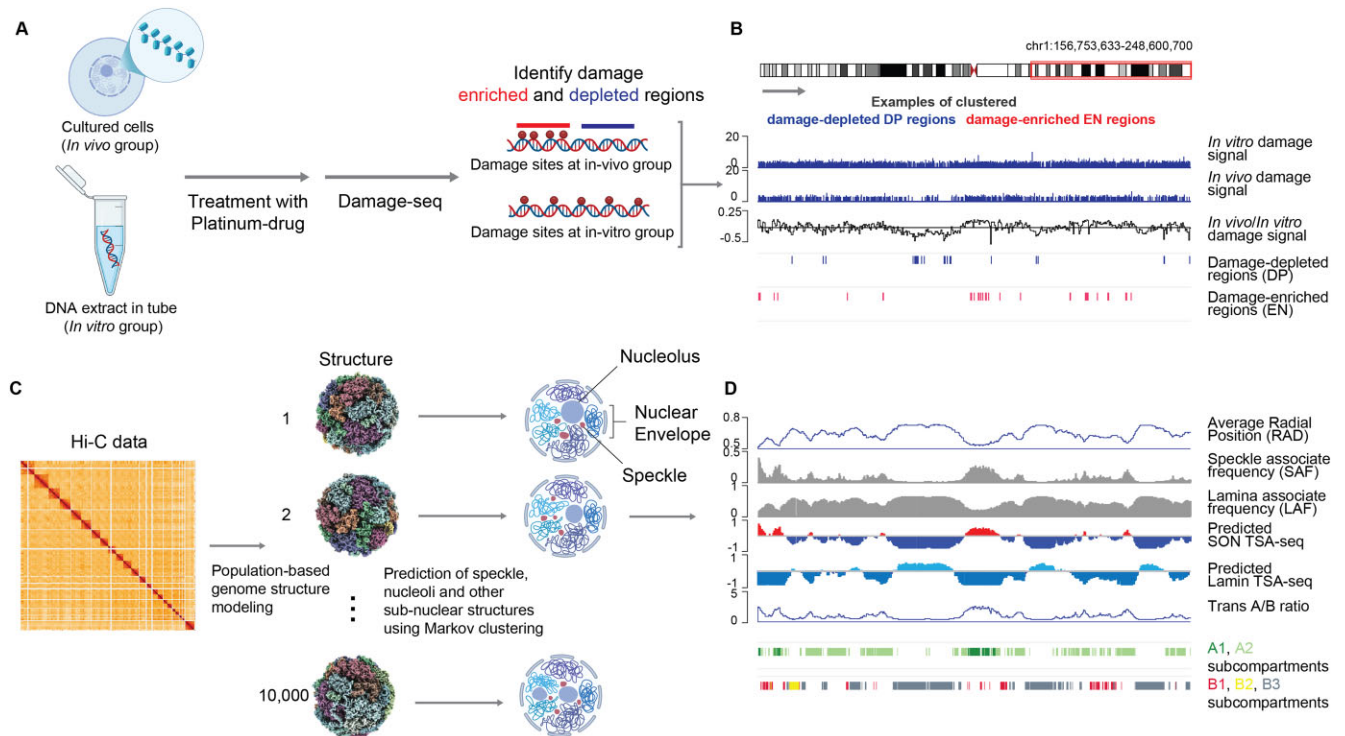 A
Cultured cells
(In vivo group)
DNA extract in tube
(In vitro group)
Treatment with
Platinum-drug
Damage-seq
Identify damage
enriched and depleted regions
Damage sites at in-vivo group
Damage sites at in-vitro group
B
chr1:156,753,633-248,600,700
Examples of clustered
damage-depleted DP regions
damage-enriched EN regions
20
0
In vitro damage
signal
20
0
In vivo damage
signal
0.25
-0.5
In vivo/In vitro
damage signal
Damage-depleted
regions (DP)
Damage-enriched
regions (EN)
C
Hi-C data
Population-based
genome structure
modeling
Structure
1
2
10,000
Prediction of speckle,
nucleoli and other
sub-nuclear structures
using Markov clustering
Nucleolus
Nuclear
Envelope
Speckle
D
0.8
0.5
Average Radial
Position (RAD)
0.5
0
Speckle associate
frequency (SAF)
1
0
Lamina associate
frequency (LAF)
1
-1
Predicted
SON TSA-seq
1
-1
Predicted
Lamin TSA-seq
5
0
Trans A/B ratio
A1, A2
subcompartments
B1, B2, B3
subcompartments